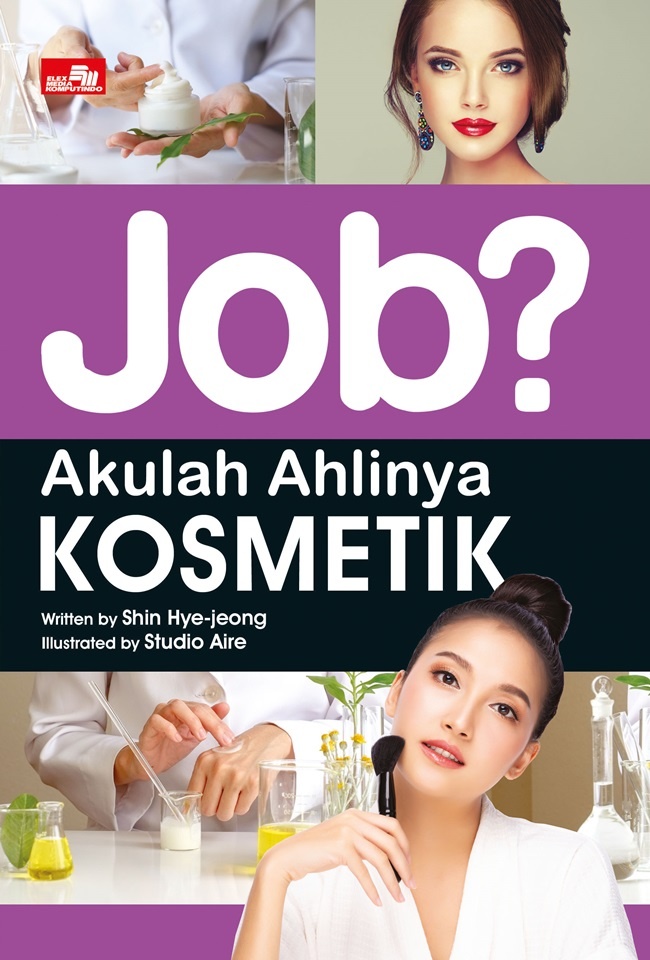 ELEX
MEDIA
KOMPUTINDO
Job?
Akulah Ahlinya
KOSMETIK
Written by Shin Hye-jeong
Illustrated by Studio Aire